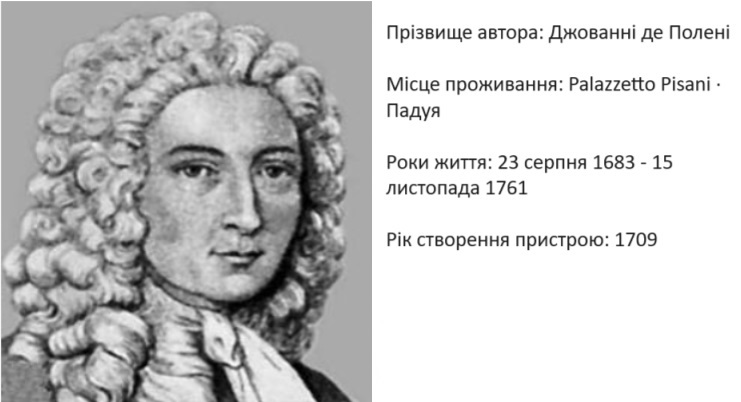 Прізвище автора: Джованні де Полені
Місце проживання: Palazzetto Pisani ·
Падуя
Роки життя: 23 серпня 1683 - 15
листопада 1761
Рік створення пристрою: 1709